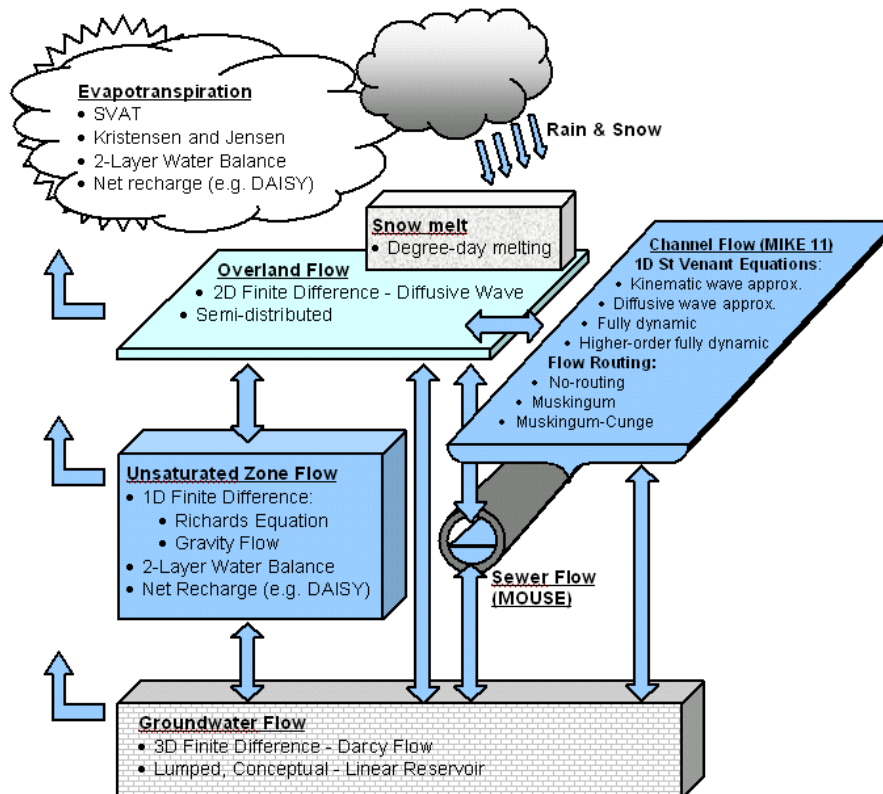 Evapotranspiration
• SVAT
• Kristensen and Jensen
• 2-Layer Water Balance
• Net recharge (e.g. DAISY)
Rain & Snow
Snow melt
• Degree-day melting
Overland Flow
• 2D Finite Difference - Diffusive Wave
• Semi-distributed
Channel Flow (MIKE 11)
1D St Venant Equations:
• Kinematic wave approx.
• Diffusive wave approx.
• Fully dynamic
• Higher-order fully dynamic
Flow Routing:
• No-routing
• Muskingum
• Muskingum-Cunge
Unsaturated Zone Flow
• 1D Finite Difference:
• Richards Equation
• Gravity Flow
• 2-Layer Water Balance
• Net Recharge (e.g. DAISY)
Sewer Flow
(MOUSE)
Groundwater Flow
• 3D Finite Difference - Darcy Flow
• Lumped, Conceptual - Linear Reservoir